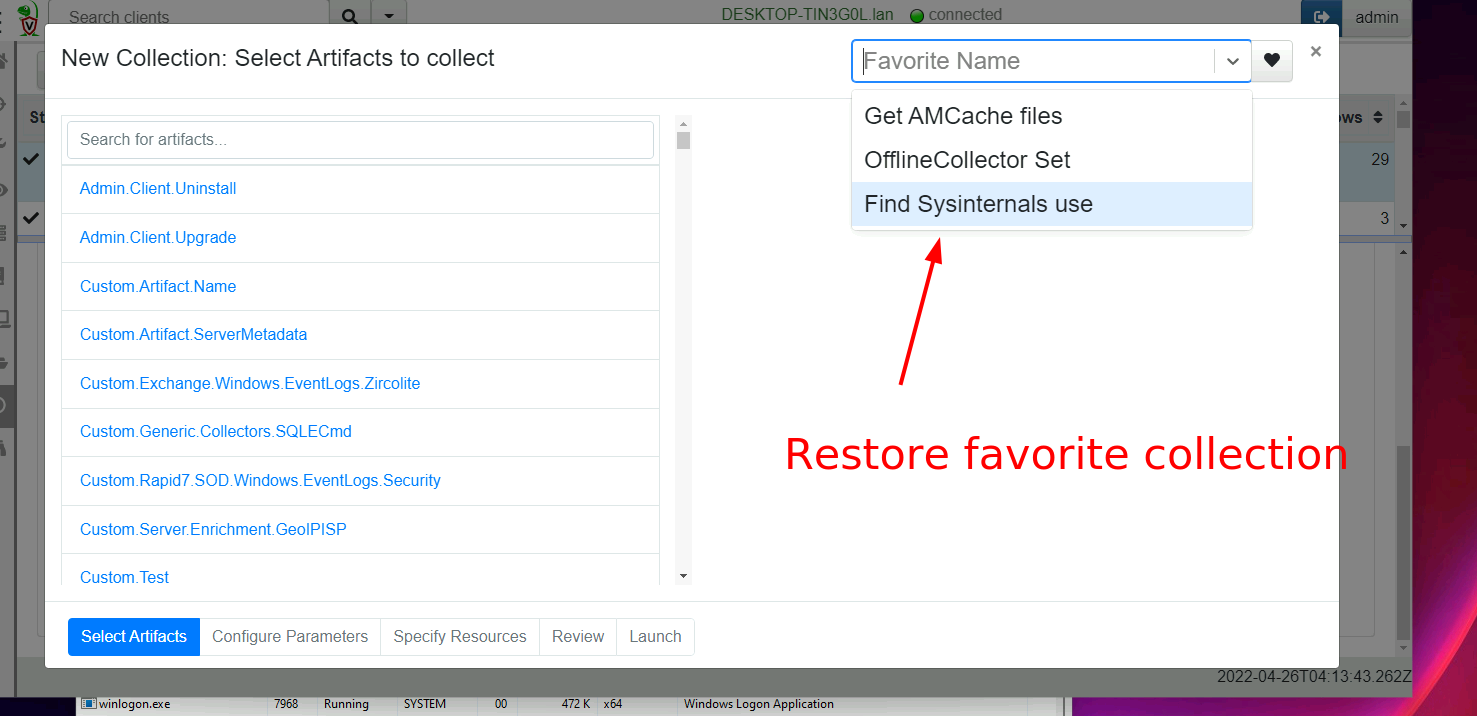 Search clients
DESKTOP-TIN3G0L.lan connected
admin
New Collection: Select Artifacts to collect
Favorite Name
×
Get AMCache files
OfflineCollector Set
Find Sysinternals use
St
ows
29
3
Search for artifacts...
Admin.Client.Uninstall
Admin.Client.Upgrade
Custom.Artifact.Name
Custom.Artifact.ServerMetadata
Custom.Exchange.Windows.EventLogs.Zircolite
Custom.Generic.Collectors.SQLECmd
Custom.Rapid7.SOD.Windows.EventLogs.Security
Custom.Server.Enrichment.GeoIPISP
Custom.Test
Restore favorite collection
Select Artifacts Configure Parameters Specify Resources Review Launch
2022-04-26T04:13:43.262Z
winlogon.exe 7968 Running SYSTEM 00 472 K x64 Windows Logon Application